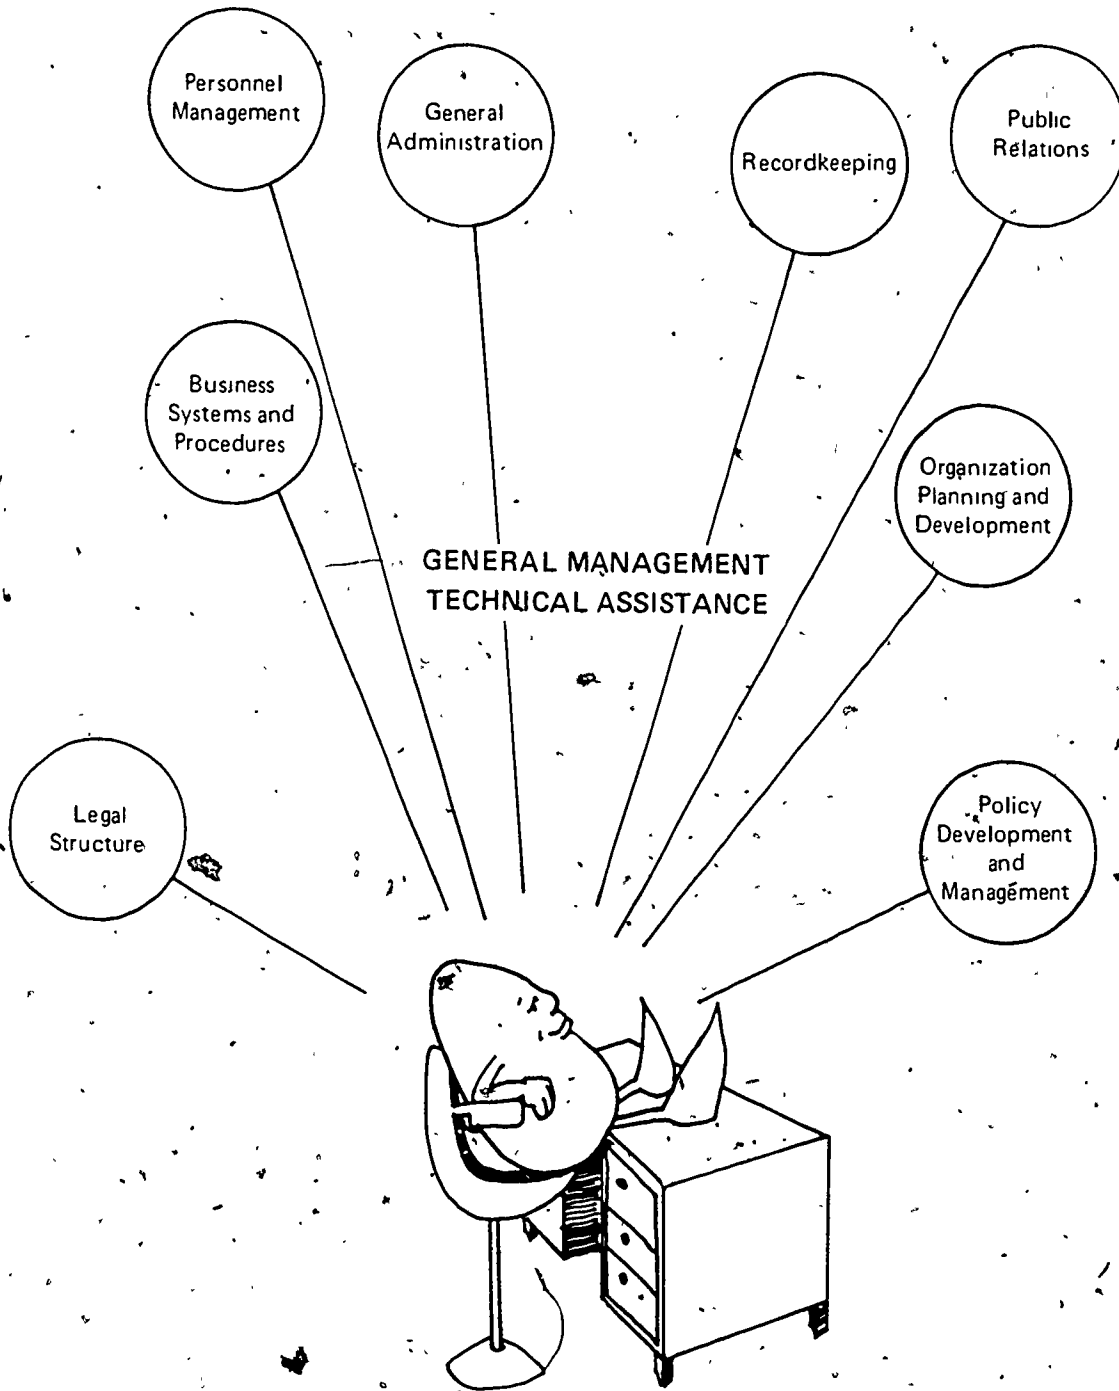 Personnel
Management
General
Administration
Recordkeeping
Public
Relations
Business
Systems and
Procedures
Organization
Planning and
Development
GENERAL MANAGEMENT
TECHNICAL ASSISTANCE
Legal
Structure
Policy
Development
and
Management